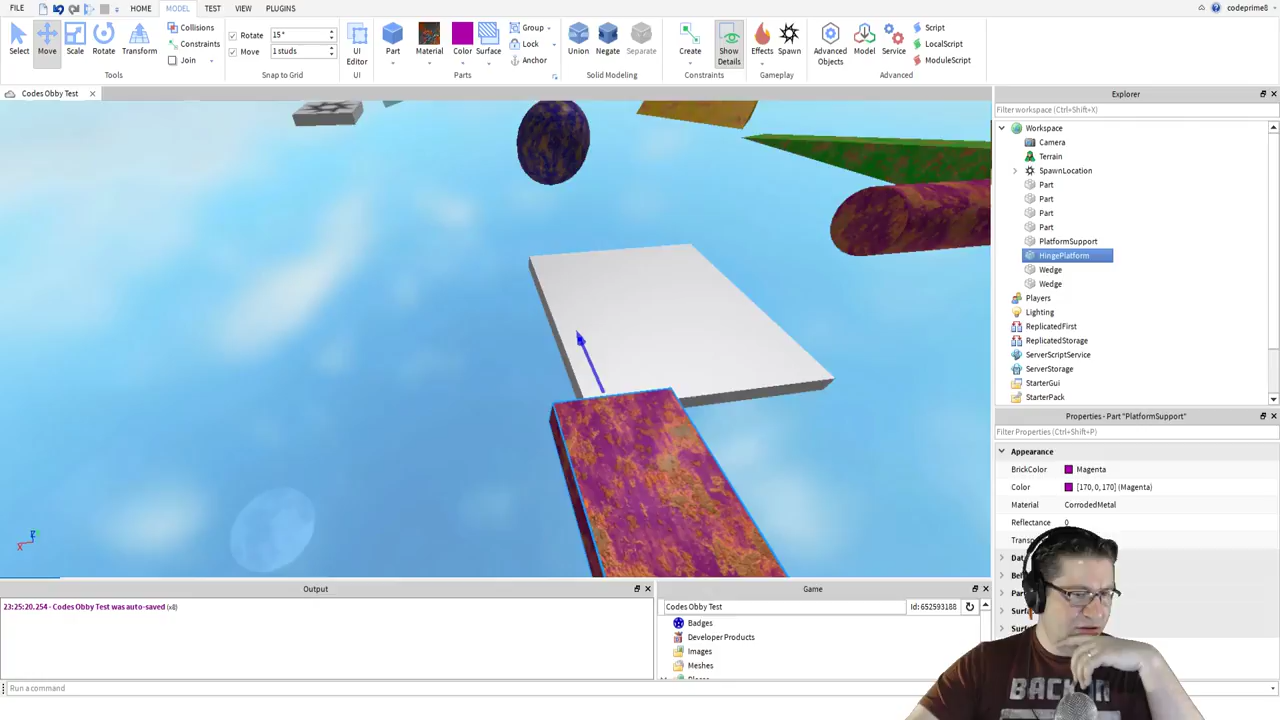 FILE HOME MODEL TEST VIEW PLUGINS codeprime8
Select Move Scale Rotate Transform
Collisions
Constraints
Join
Tools
Rotate 15°
Move 1 studs
Snap to Grid
UI Editor
UI
Part Material Color Surface
Group
Lock
Anchor
Parts
Union Negate Separate
Solid Modeling
Create Show Details
Constraints
Effects Spawn
Gameplay
Advanced Objects Model Service
Script
LocalScript
ModuleScript
Advanced
Codes Obby Test
Explorer
Filter workspace (Ctrl+Shift+X)
Workspace
Camera
Terrain
SpawnLocation
Part
Part
Part
Part
PlatformSupport
HingePlatform
Wedge
Wedge
Players
Lighting
ReplicatedFirst
ReplicatedStorage
ServerScriptService
ServerStorage
StarterGui
StarterPack
Properties - Part "PlatformSupport"
Filter Properties (Ctrl+Shift+P)
Appearance
BrickColor Magenta
Color [170, 0, 170] (Magenta)
Material CorrodedMetal
Reflectance 0
X
Z
Output
23:25:20.254 - Codes Obby Test was auto-saved (x8)
Game
Codes Obby Test Id: 652593188
Badges
Developer Products
Images
Meshes
Run a command
BACK IN